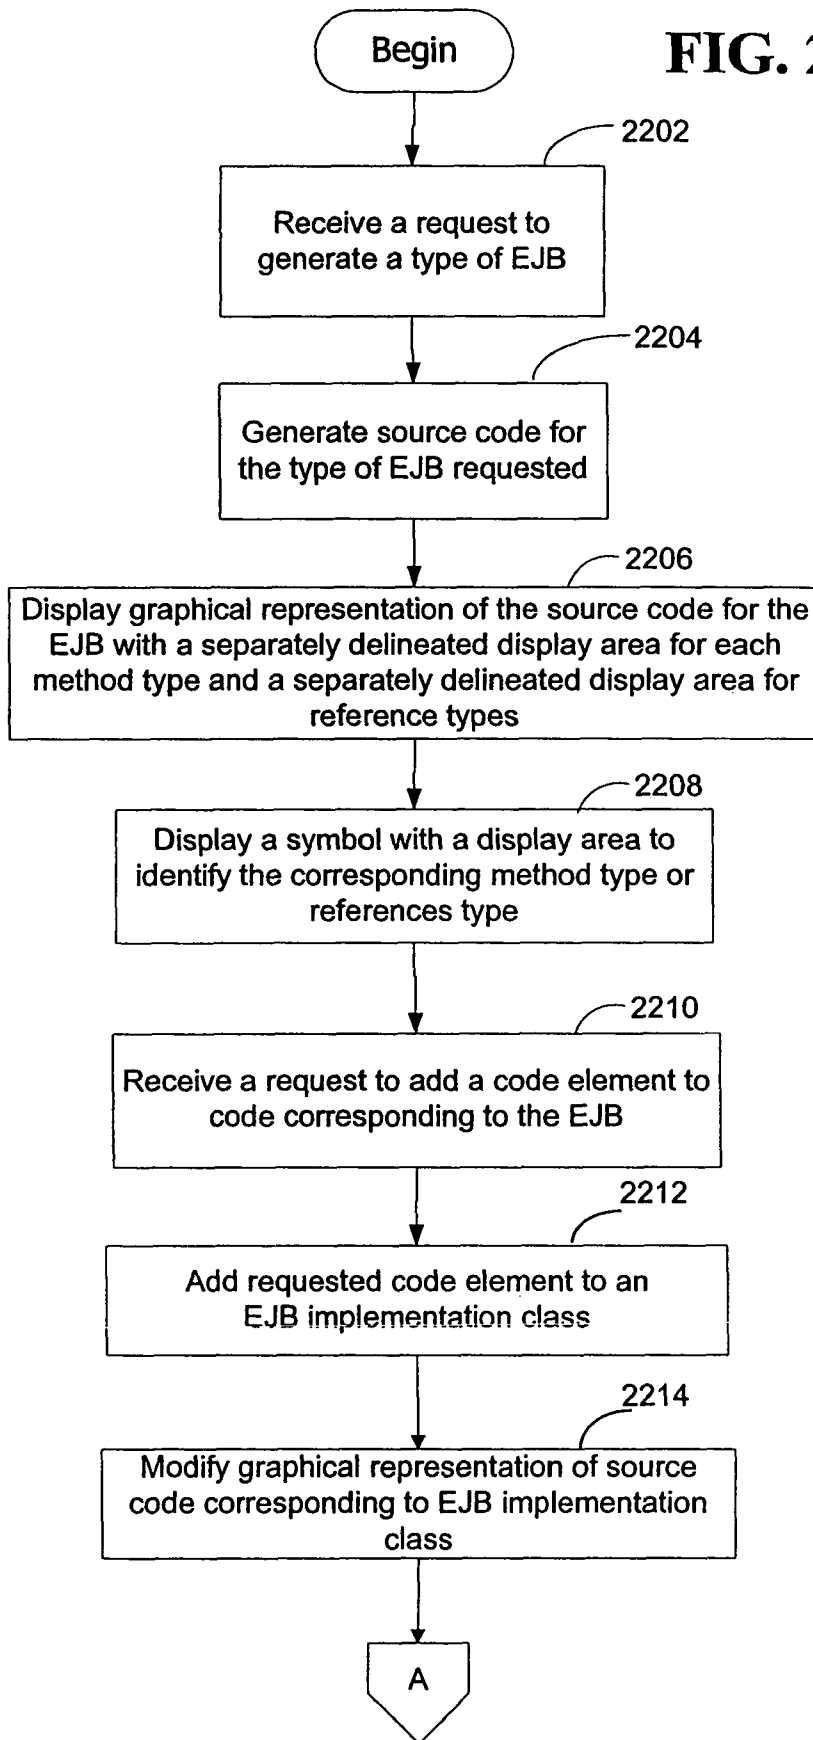 Begin
FIG. 2
2202
Receive a request to
generate a type of EJB
2204
Generate source code for
the type of EJB requested
2206
Display graphical representation of the source code for the
EJB with a separately delineated display area for each
method type and a separately delineated display area for
reference types
2208
Display a symbol with a display area to
identify the corresponding method type or
references type
2210
Receive a request to add a code element to
code corresponding to the EJB
2212
Add requested code element to an
EJB implementation class
2214
Modify graphical representation of source
code corresponding to EJB implementation
class
A